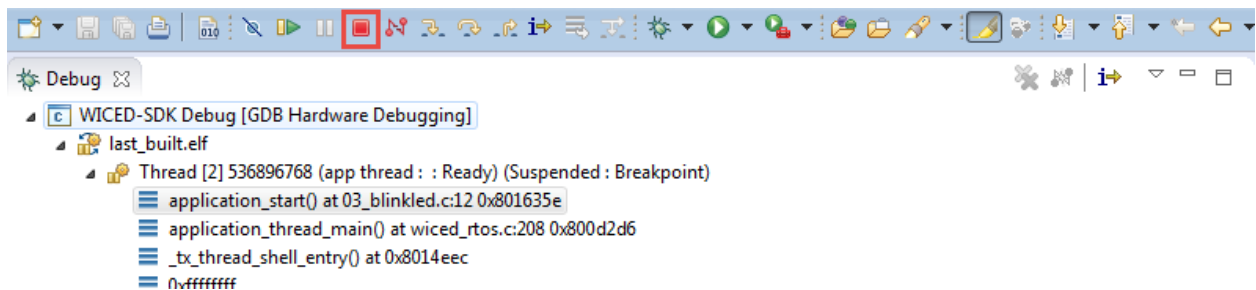 Debug
WICED-SDK Debug [GDB Hardware Debugging]
last_built.elf
Thread [2] 536896768 (app thread : : Ready) (Suspended : Breakpoint)
application_start() at 03_blinkled.c:12 0x801635e
application_thread_main() at wiced_rtos.c:208 0x800d2d6
_tx_thread_shell_entry() at 0x8014eec
0xffffffff